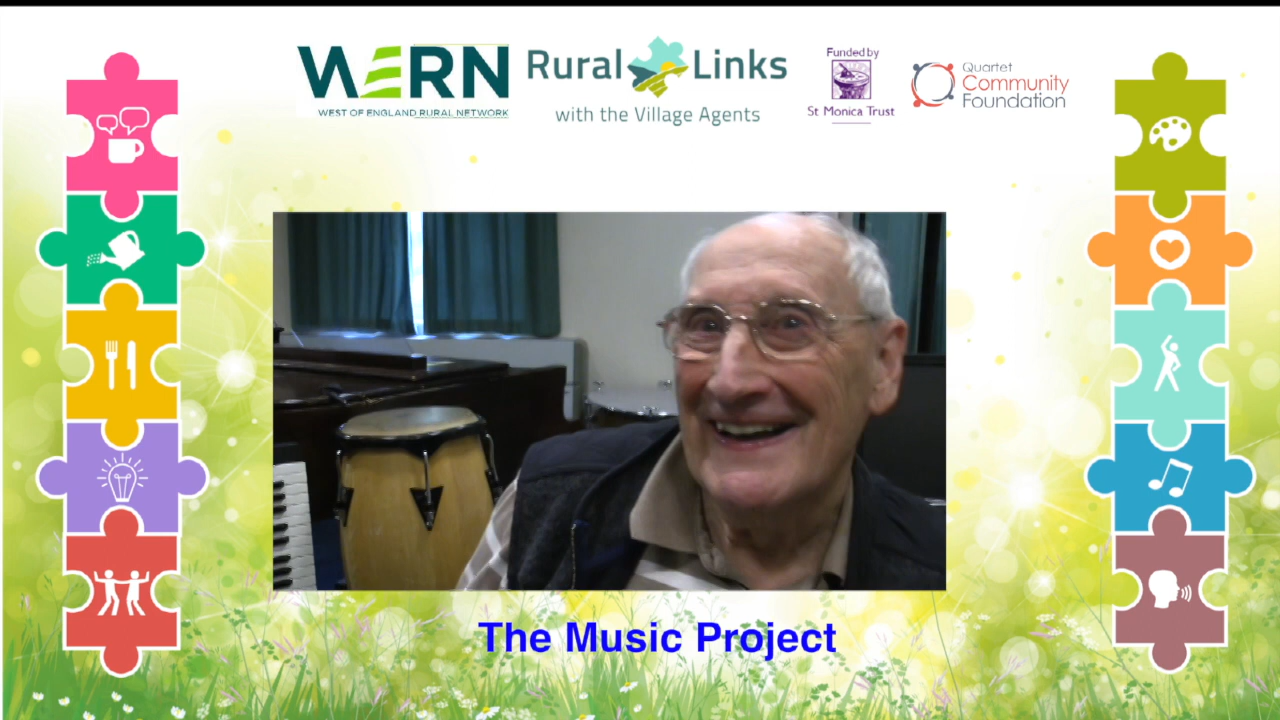 WERN
WEST OF ENGLAND RURAL NETWORK
Rural Links
with the Village Agents
Funded by
St Monica Trust
Quartet
Community
Foundation
The Music Project